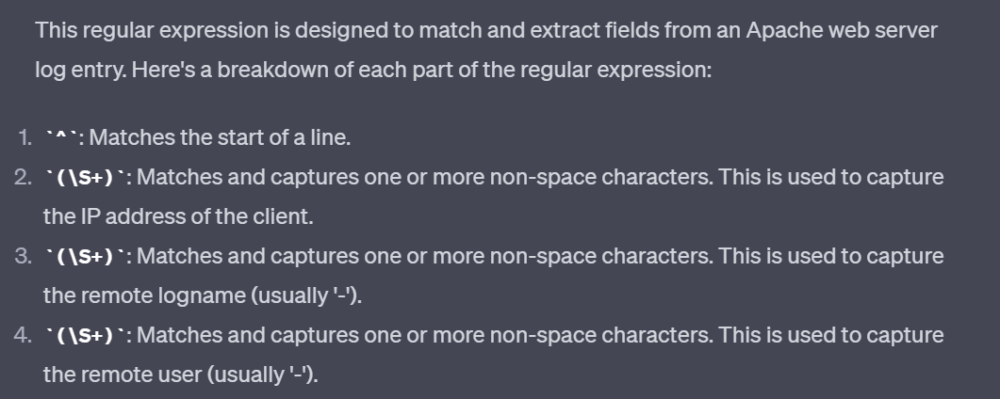 This regular expression is designed to match and extract fields from an Apache web server
log entry. Here's a breakdown of each part of the regular expression:
1. `^`: Matches the start of a line.
2. `(\S+)`: Matches and captures one or more non-space characters. This is used to capture
the IP address of the client.
3. `(\S+)`: Matches and captures one or more non-space characters. This is used to capture
the remote logname (usually '-').
4. `(\S+)`: Matches and captures one or more non-space characters. This is used to capture
the remote user (usually '-').